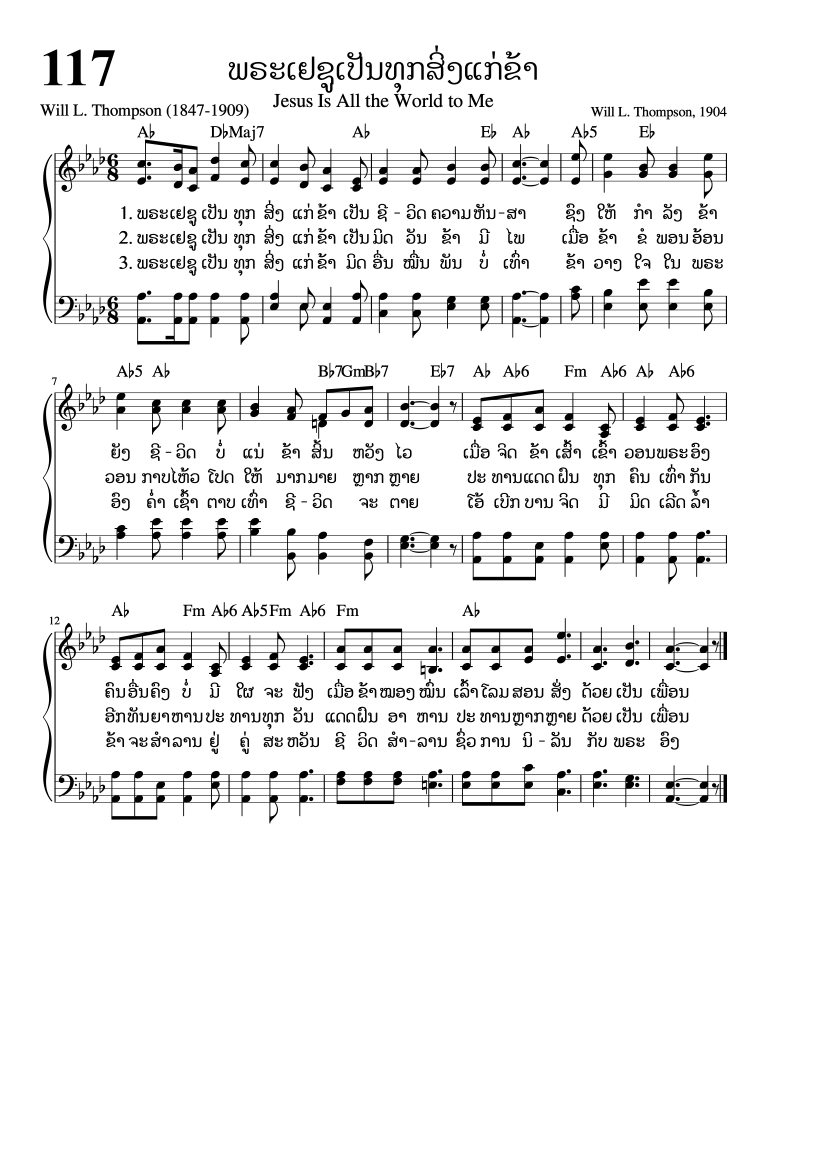 117
ພຣະເຢຊູເປັນທຸກສິ່ງແກ່ຂ້າ
Jesus Is All the World to Me
Will L. Thompson (1847-1909)
Will L. Thompson, 1904
A♭ D♭Maj7 A♭ E♭ A♭ A♭5 E♭
1. ພຣະເຢຊູ ເປັນ ທຸກ ສິ່ງ ແກ່ ຂ້າ ເປັນ ຊີ - ວິດ ຄວາມ ຫັນ - ສາ ຊົງ ໃຫ້ ກຳ ລັງ ຂ້າ
2. ພຣະເຢຊູ ເປັນ ທຸກ ສິ່ງ ແກ່ ຂ້າ ເປັນ ມິດ ວັນ ຂ້າ ມີ ໄພ ເມື່ອ ຂ້າ ຂໍ ພອນ ອ້ອນ
3. ພຣະເຢຊູ ເປັນ ທຸກ ສິ່ງ ແກ່ ຂ້າ ມິດ ອື່ນ ໝື່ນ ພັນ ບໍ່ ເທົ່າ ຂ້າ ວາງ ໃຈ ໃນ ພຣະ
7
A♭5 A♭ B♭7 Gm B♭7 E♭7 A♭ A♭6 Fm A♭6 A♭ A♭6
ຍັງ ຊີ - ວິດ ບໍ່ ແນ່ ຂ້າ ສິ້ນ ຫວັງ ໄວ ເມື່ອ ຈິດ ຂ້າ ເສົ້າ ເຂົ້າ ວອນ ພຣະ ອົງ
ວອນ ກາບ ໄຫ້ວ ໂປດ ໃຫ້ ມາກ ມາຍ ຫຼາກ ຫຼາຍ ປະ ທານ ແດດ ຝົນ ທຸກ ຄົນ ເທົ່າ ກັນ
ອົງ ຄ່ຳ ເຊົ້າ ຕາບ ເທົ່າ ຊີ - ວິດ ຈະ ຕາຍ ໂອ້ ເບີກ ບານ ຈິດ ມີ ມິດ ເລີດ ລ້ຳ
12
A♭ Fm A♭6 A♭5 Fm A♭6 Fm A♭
ຄົນ ອື່ນ ຄົງ ບໍ່ ມີ ໃຜ ຈະ ຟັງ ເມື່ອ ຂ້າ ໝອງ ໝົ່ນ ເລົ້າ ໂລມ ສອນ ສັ່ງ ດ້ວຍ ເປັນ ເພື່ອນ
ອີກ ທັນ ຍາ ຫານ ປະ ທານ ທຸກ ວັນ ແດດ ຝົນ ອາ ຫານ ປະ ທານ ຫຼາກ ຫຼາຍ ດ້ວຍ ເປັນ ເພື່ອນ
ຂ້າ ຈະ ສຳ ລານ ຢູ່ ຄູ່ ສະ ຫວັນ ຊີ ວິດ ສຳ - ລານ ຊົ່ວ ການ ນິ - ລັນ ກັບ ພຣະ ອົງ